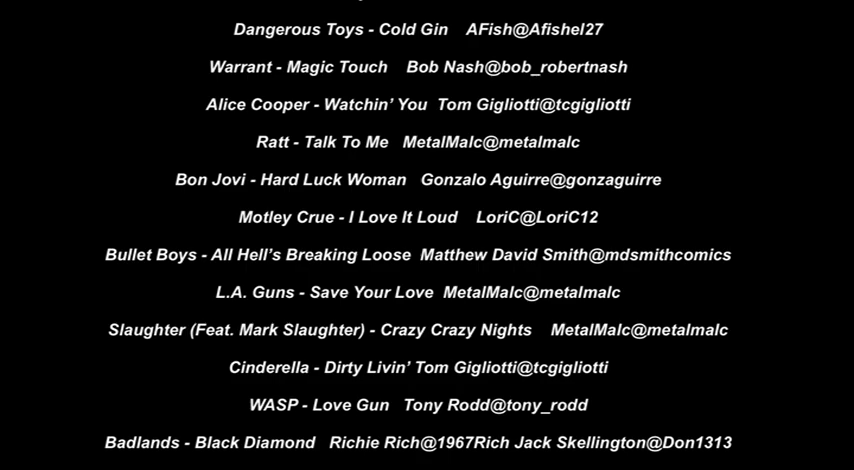 Dangerous Toys - Cold Gin AFish@Afishel27
Warrant - Magic Touch Bob Nash@bob_robertnash
Alice Cooper - Watchin’ You Tom Gigliotti@tcgigliotti
Ratt - Talk To Me MetalMalc@metalmalc
Bon Jovi - Hard Luck Woman Gonzalo Aguirre@gonzaguirre
Motley Crue - I Love It Loud LoriC@LoriC12
Bullet Boys - All Hell’s Breaking Loose Matthew David Smith@mdsmithcomics
L.A. Guns - Save Your Love MetalMalc@metalmalc
Slaughter (Feat. Mark Slaughter) - Crazy Crazy Nights MetalMalc@metalmalc
Cinderella - Dirty Livin’ Tom Gigliotti@tcgigliotti
WASP - Love Gun Tony Rodd@tony_rodd
Badlands - Black Diamond Richie Rich@1967Rich Jack Skellington@Don1313